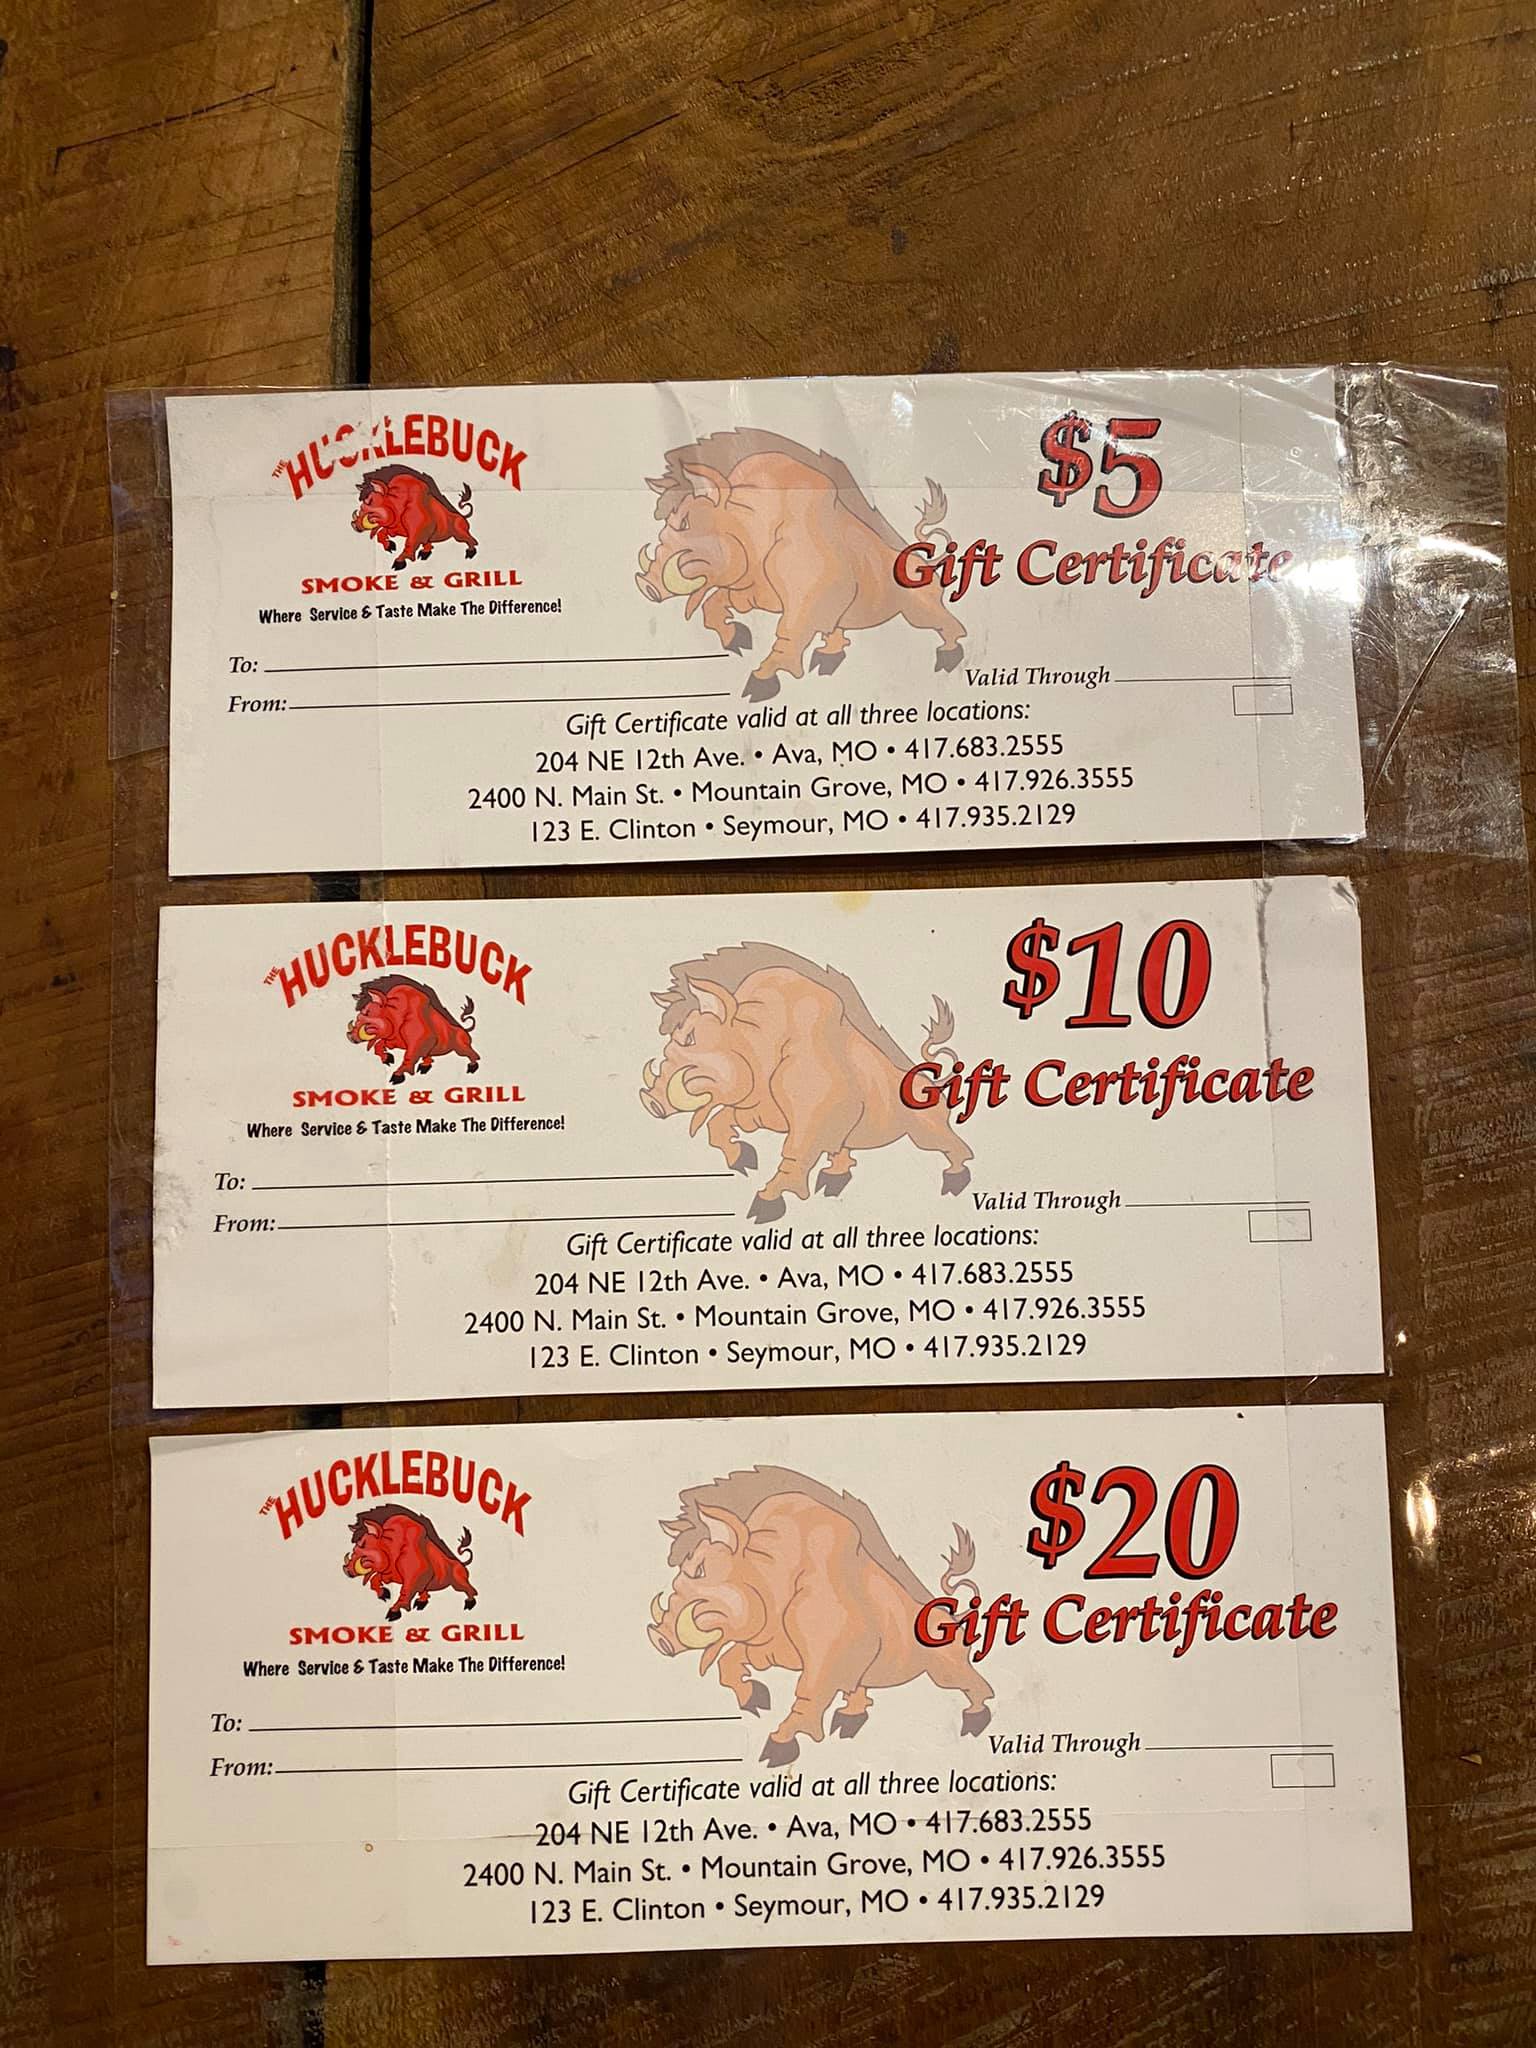 THE HUCKLEBUCK
SMOKE & GRILL
Where Service & Taste Make The Difference!
$5
Gift Certificate
To:
From:
Valid Through
Gift Certificate valid at all three locations:
204 NE 12th Ave. • Ava, MO • 417.683.2555
2400 N. Main St. • Mountain Grove, MO • 417.926.3555
123 E. Clinton • Seymour, MO • 417.935.2129
THE HUCKLEBUCK
SMOKE & GRILL
Where Service & Taste Make The Difference!
$10
Gift Certificate
To:
From:
Valid Through
Gift Certificate valid at all three locations:
204 NE 12th Ave. • Ava, MO • 417.683.2555
2400 N. Main St. • Mountain Grove, MO • 417.926.3555
123 E. Clinton • Seymour, MO • 417.935.2129
THE HUCKLEBUCK
SMOKE & GRILL
Where Service & Taste Make The Difference!
$20
Gift Certificate
To:
From:
Valid Through
Gift Certificate valid at all three locations:
204 NE 12th Ave. • Ava, MO • 417.683.2555
2400 N. Main St. • Mountain Grove, MO • 417.926.3555
123 E. Clinton • Seymour, MO • 417.935.2129